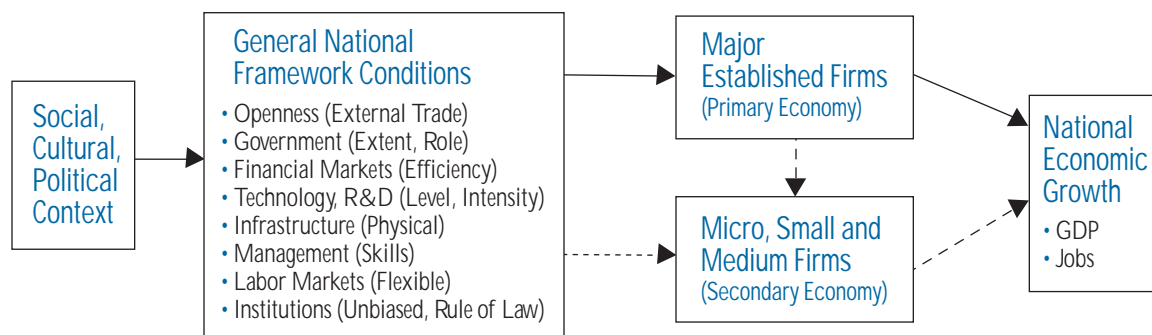 Social,
Cultural,
Political
Context
General National
Framework Conditions
• Openness (External Trade)
• Government (Extent, Role)
• Financial Markets (Efficiency)
• Technology, R&D (Level, Intensity)
• Infrastructure (Physical)
• Management (Skills)
• Labor Markets (Flexible)
• Institutions (Unbiased, Rule of Law)
Major
Established Firms
(Primary Economy)
Micro, Small and
Medium Firms
(Secondary Economy)
National
Economic
Growth
• GDP
• Jobs